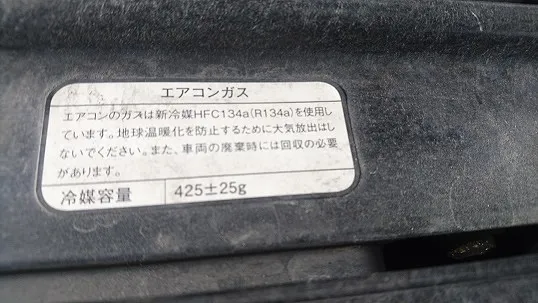 エアコンガス
エアコンのガスは新冷媒HFC134a(R134a)を使用し
ています。地球温暖化を防止するために大気放出はし
ないでください。また、車両の廃棄時には回収の必要
があります。
冷媒容量 425±25g